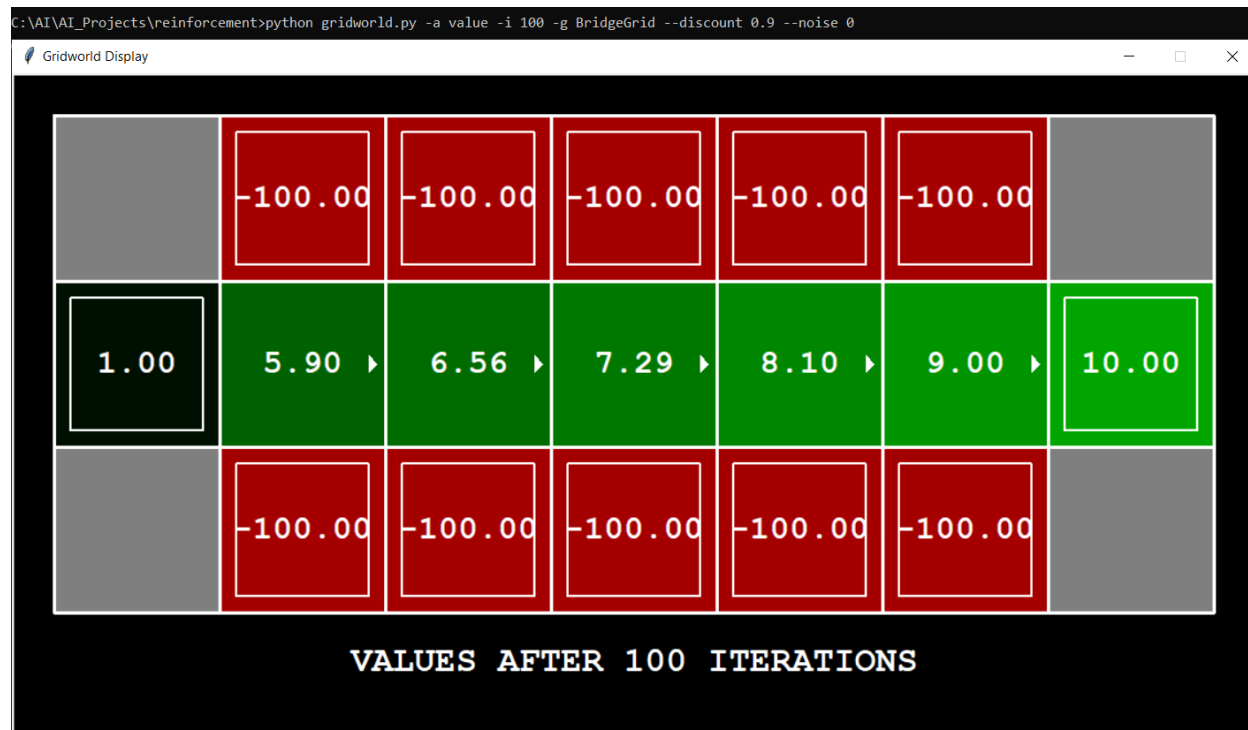 C:\AI\AI_Projects\reinforcement>python gridworld.py -a value -i 100 -g BridgeGrid --discount 0.9 --noise 0
Gridworld Display
-100.00 -100.00 -100.00 -100.00 -100.00
1.00 5.90 6.56 7.29 8.10 9.00 10.00
-100.00 -100.00 -100.00 -100.00 -100.00
VALUES AFTER 100 ITERATIONS